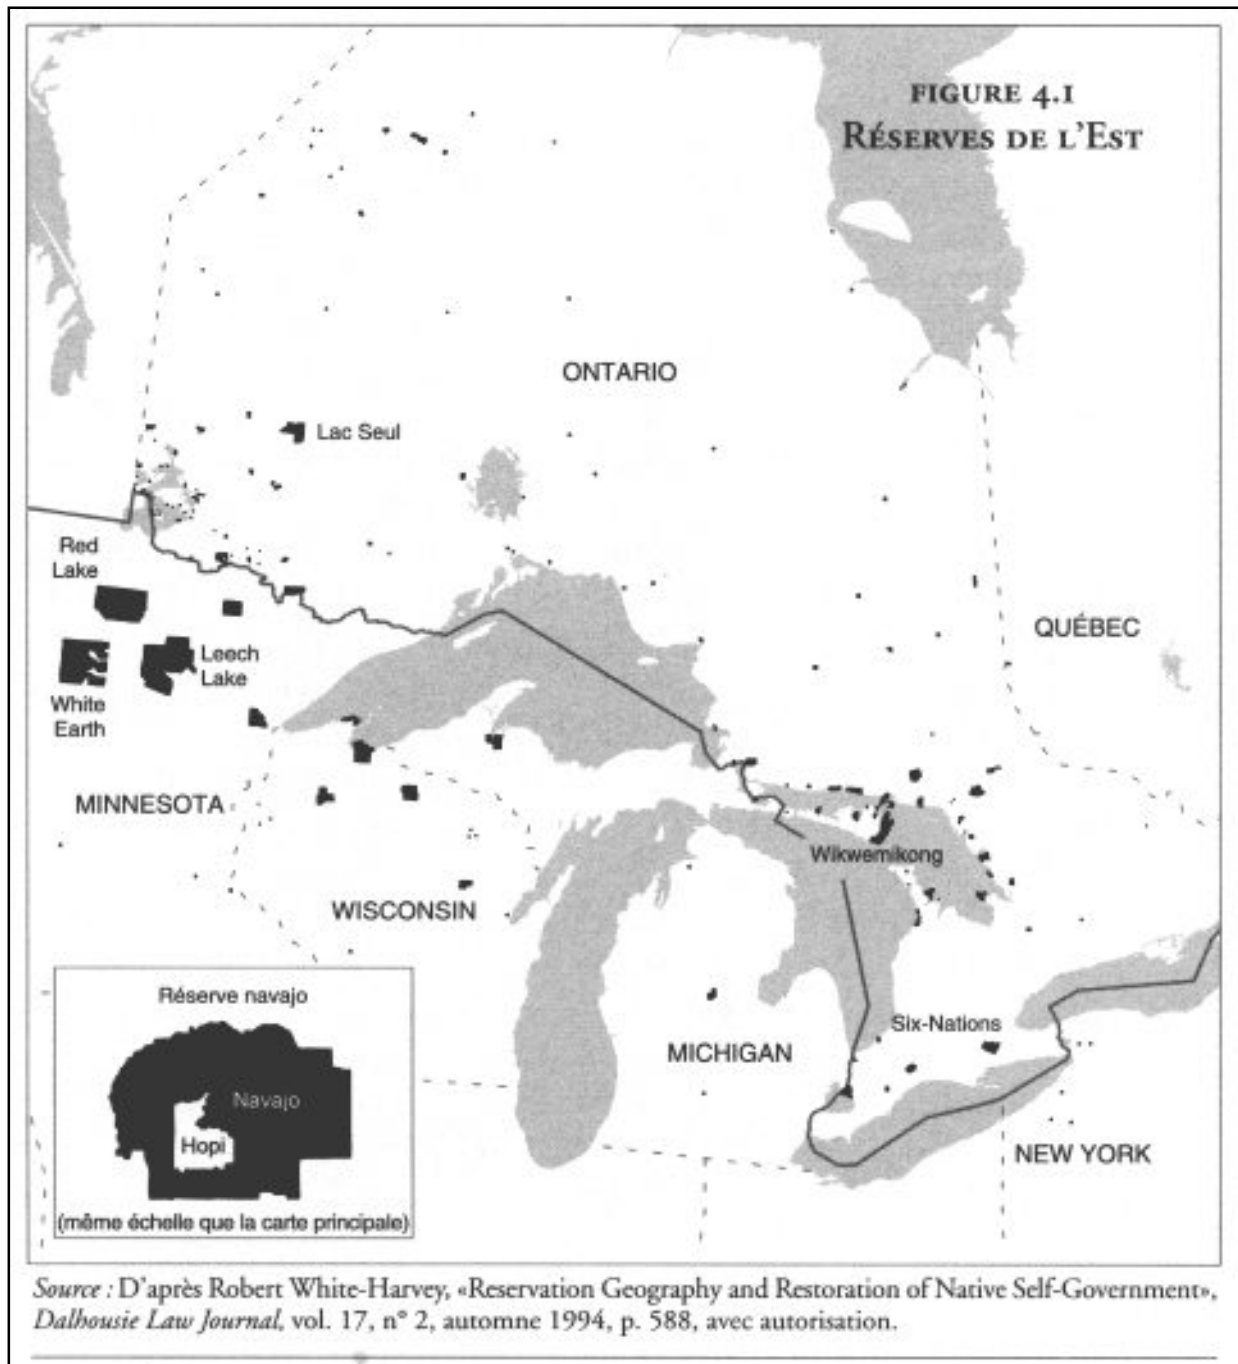 FIGURE 4.1
RÉSERVES DE L'EST
ONTARIO
Lac Seul
Red
Lake
Leech
Lake
White
Earth
QUÉBEC
MINNESOTA
WISCONSIN
Wikwemikong
Réserve navajo
Navajo
Hopi
(même échelle que la carte principale)
MICHIGAN
Six-Nations
NEW YORK
Source : D'après Robert White-Harvey, «Reservation Geography and Restoration of Native Self-Government»,
Dalhousie Law Journal, vol. 17, n° 2, automne 1994, p. 588, avec autorisation.